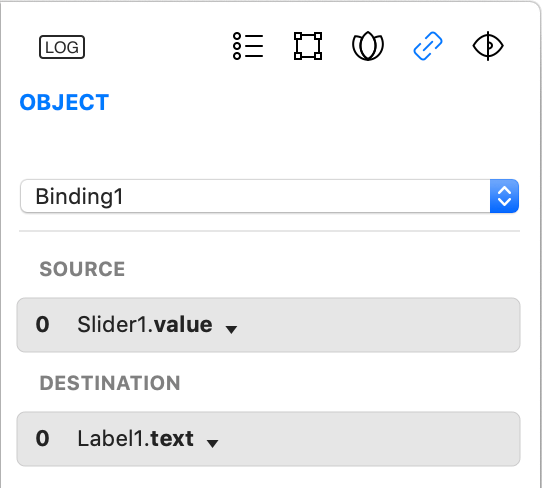 LOG
OBJECT
Binding1
SOURCE
0 Slider1.value
DESTINATION
0 Label1.text